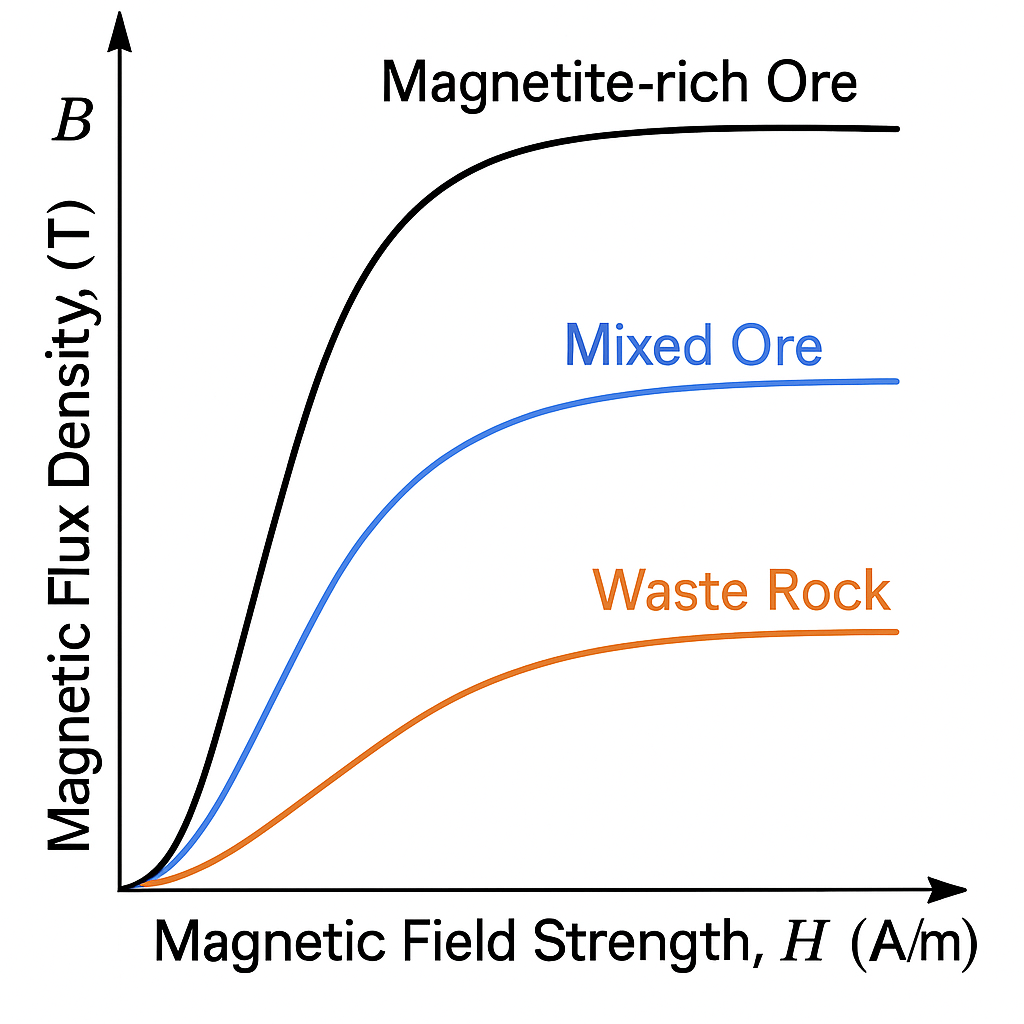 B
Magnetic Flux Density, (T)
Magnetite-rich Ore
Mixed Ore
Waste Rock
Magnetic Field Strength, H (A/m)